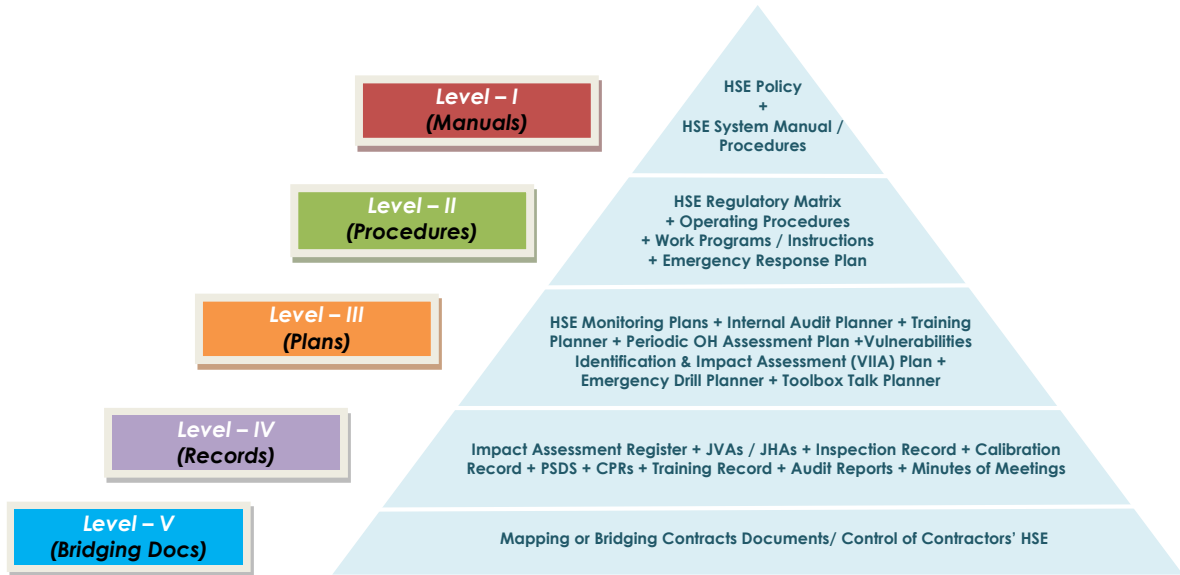 Level – I
(Manuals)
HSE Policy
+
HSE System Manual /
Procedures
Level – II
(Procedures)
HSE Regulatory Matrix
+ Operating Procedures
+ Work Programs / Instructions
+ Emergency Response Plan
Level – III
(Plans)
HSE Monitoring Plans + Internal Audit Planner + Training
Planner + Periodic OH Assessment Plan +Vulnerabilities
Identification & Impact Assessment (VIIA) Plan +
Emergency Drill Planner + Toolbox Talk Planner
Level – IV
(Records)
Impact Assessment Register + JVAs / JHAs + Inspection Record + Calibration
Record + PSDS + CPRs + Training Record + Audit Reports + Minutes of Meetings
Level – V
(Bridging Docs)
Mapping or Bridging Contracts Documents/ Control of Contractors’ HSE